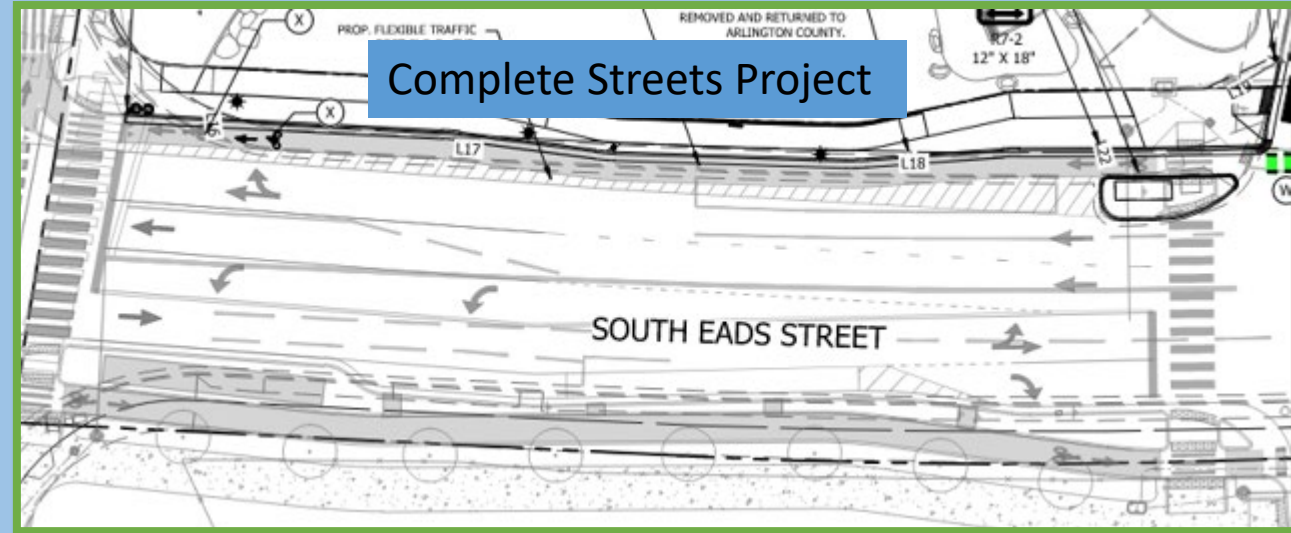 X
PROP. FLEXIBLE TRAFFIC
REMOVED AND RETURNED TO
ARLINGTON COUNTY.
R7-2
12" X 18"
Complete Streets Project
X
L17
L18
L22
L19
W
SOUTH EADS STREET